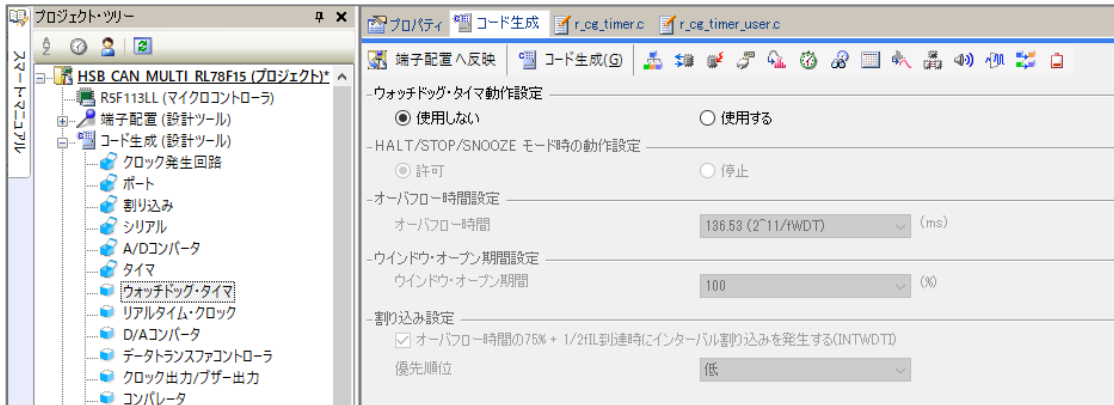 プロジェクト・ツリー
プロパティ
コード生成
r_cg_timer.c
r_cg_timer_user.c
スマートマニュアル
端子配置へ反映
コード生成(G)
HSB_CAN_MULTI_RL78F15 (プロジェクト)*
R5F113LL (マイクロコントローラ)
端子配置 (設計ツール)
コード生成 (設計ツール)
クロック発生回路
ポート
割り込み
シリアル
A/Dコンバータ
タイマ
ウォッチドッグ・タイマ
リアルタイム・クロック
D/Aコンバータ
データトランスファコントローラ
クロック出力/ブザー出力
コンパレータ
ウォッチドッグ・タイマ動作設定
使用しない
使用する
HALT/STOP/SNOOZE モード時の動作設定
許可
停止
オーバフロー時間設定
オーバフロー時間
136.53 (2^11/fWDT)
(ms)
ウインドウ・オープン期間設定
ウインドウ・オープン期間
100
(%)
割り込み設定
オーバフロー時間の75% + 1/2fIL到達時にインターバル割り込みを発生する(INTWDTI)
優先順位
低